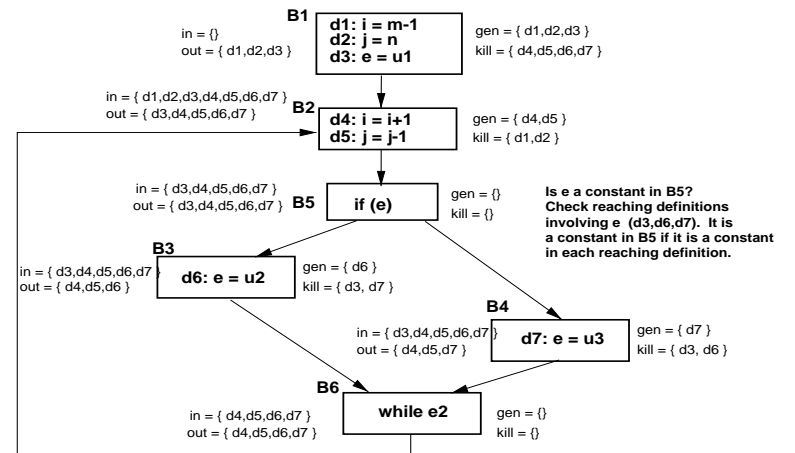 B1
d1: i = m-1
d2: j = n
d3: e = u1
in = {}
out = { d1,d2,d3 }
gen = { d1,d2,d3 }
kill = { d4,d5,d6,d7 }
in = { d1,d2,d3,d4,d5,d6,d7 }
out = { d3,d4,d5,d6,d7 }
B2
d4: i = i+1
d5: j = j-1
gen = { d4,d5 }
kill = { d1,d2 }
in = { d3,d4,d5,d6,d7 }
out = { d3,d4,d5,d6,d7 }
B5
if (e)
gen = {}
kill = {}
Is e a constant in B5?
Check reaching definitions
involving e (d3,d6,d7). It is
a constant in B5 if it is a constant
in each reaching definition.
B3
in = { d3,d4,d5,d6,d7 }
out = { d4,d5,d6 }
d6: e = u2
gen = { d6 }
kill = { d3, d7 }
B4
in = { d3,d4,d5,d6,d7 }
out = { d4,d5,d7 }
d7: e = u3
gen = { d7 }
kill = { d3, d6 }
B6
in = { d4,d5,d6,d7 }
out = { d4,d5,d6,d7 }
while e2
gen = {}
kill = {}